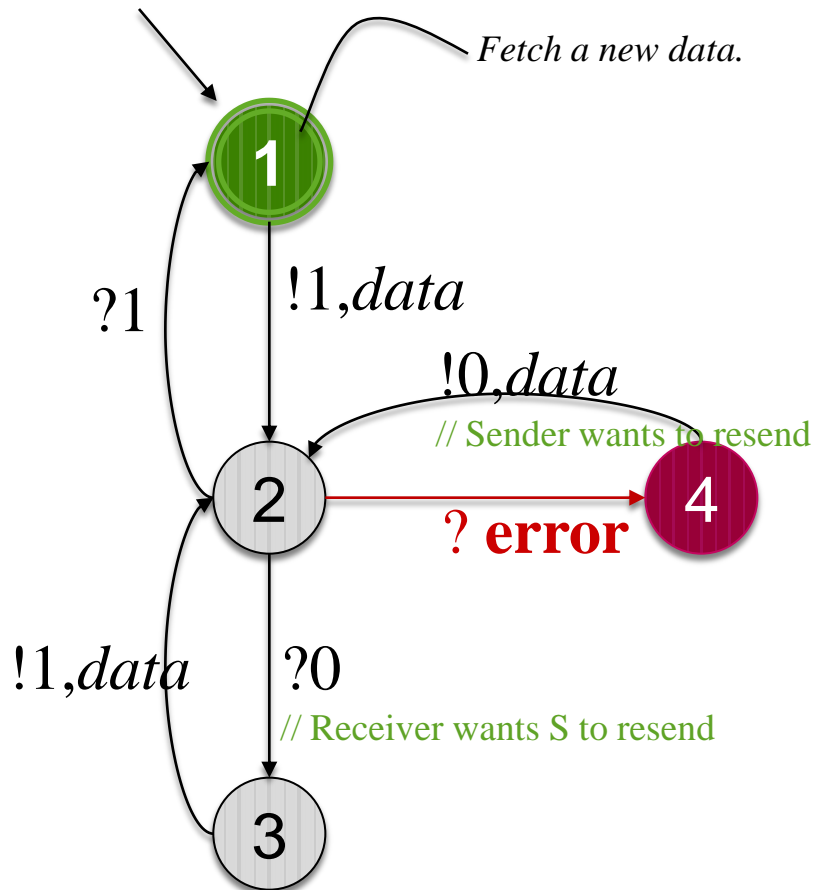 Fetch a new data.
1
?1
!1,data
!0,data
// Sender wants to resend
2
4
? error
!1,data
?0
// Receiver wants S to resend
3